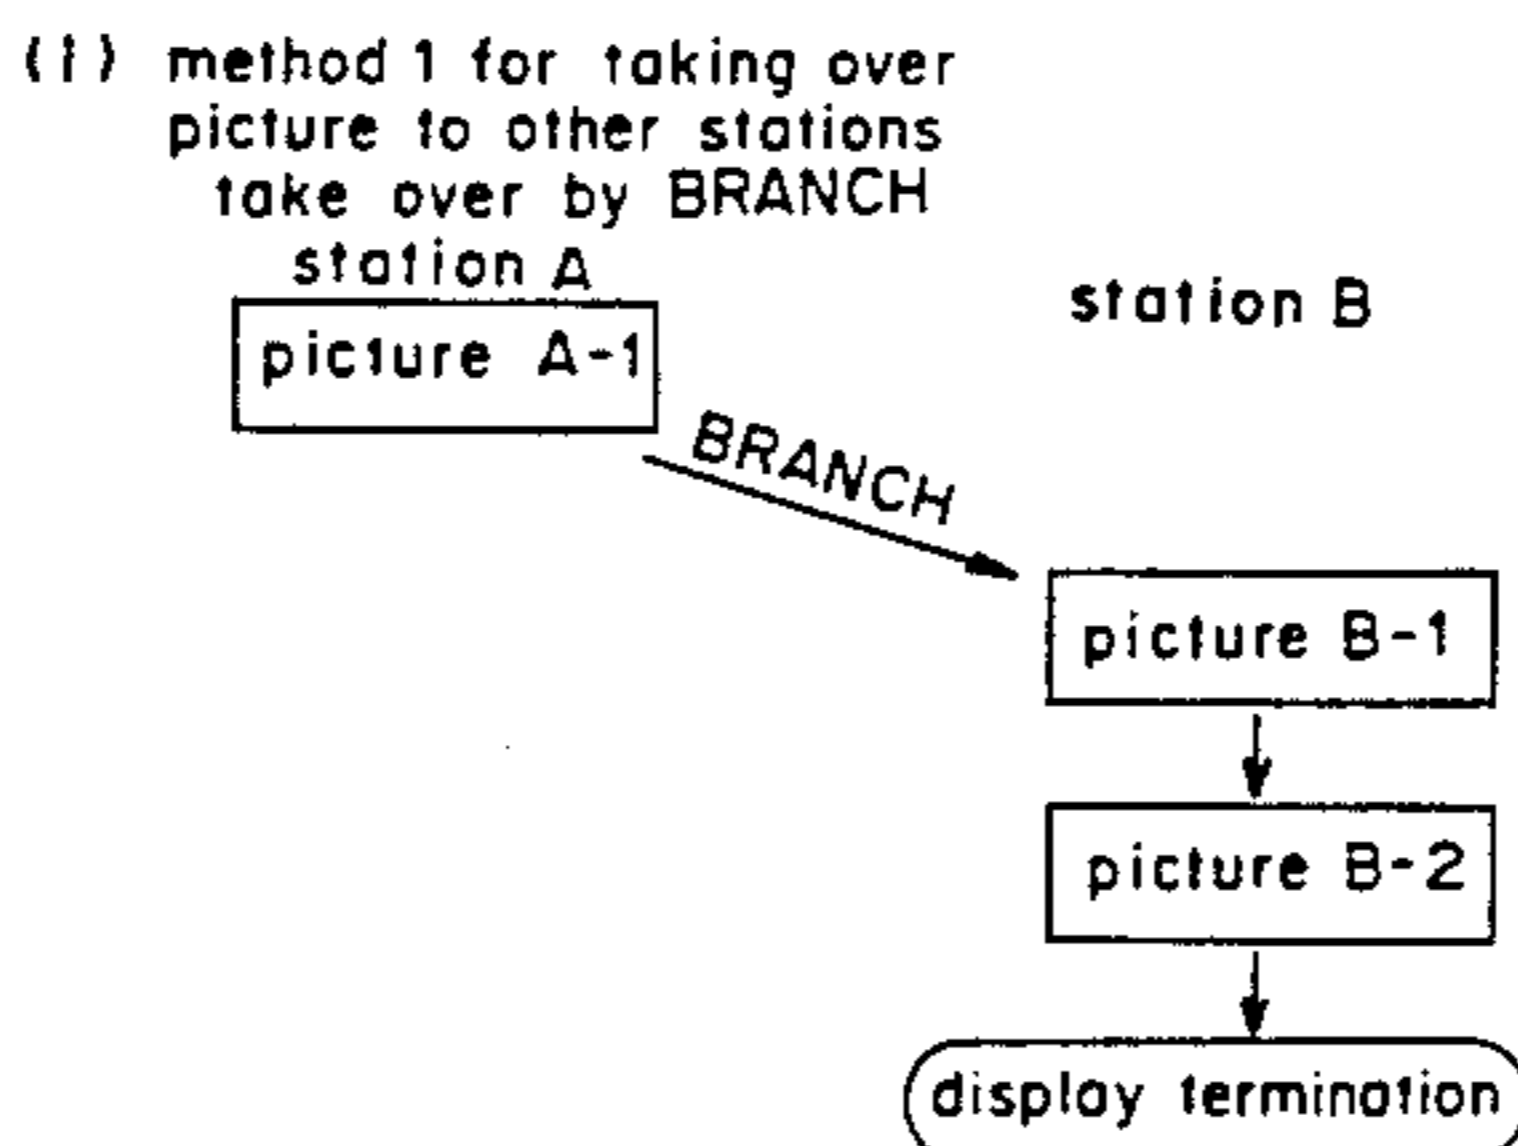 (1) method 1 for taking over
picture to other stations
take over by BRANCH
station A
station B
picture A-1
BRANCH
picture B-1
picture B-2
display termination